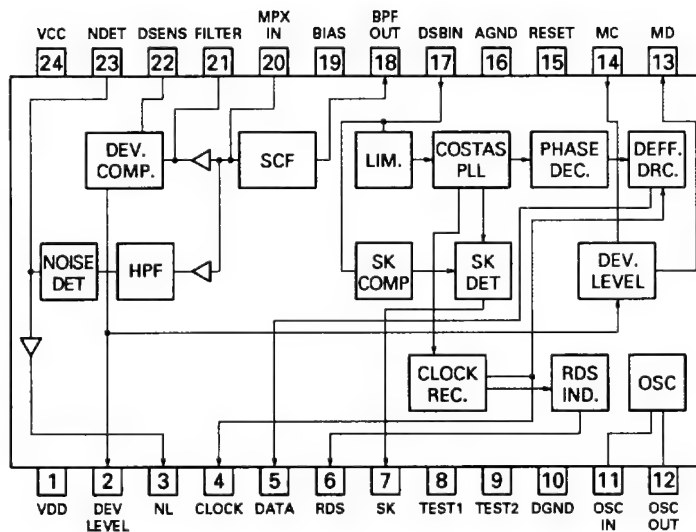 VCC NDET DSENS FILTER MPX IN BIAS BPF OUT DSBIN AGND RESET MC MD
24 23 22 21 20 19 18 17 16 15 14 13
DEV. COMP.
SCF
LIM.
COSTAS PLL
PHASE DEC.
DEFF. DRC.
NOISE DET
HPF
SK COMP
SK DET
DEV. LEVEL
CLOCK REC.
RDS IND.
OSC
1 2 3 4 5 6 7 8 9 10 11 12
VDD DEV LEVEL NL CLOCK DATA RDS SK TEST1 TEST2 DGND OSC IN OSC OUT